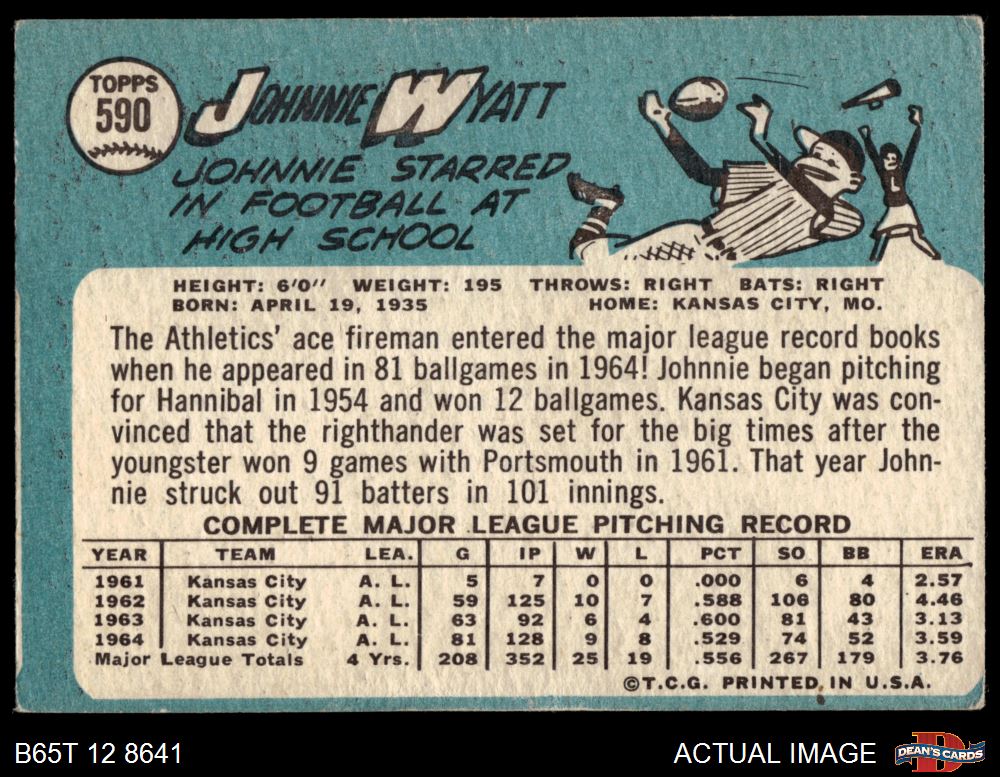 TOPPS
590
JOHNNIE WYATT
JOHNNIE STARRED
IN FOOTBALL AT
HIGH SCHOOL
L
HEIGHT: 6'0" WEIGHT: 195 THROWS: RIGHT BATS: RIGHT
BORN: APRIL 19, 1935 HOME: KANSAS CITY, MO.
The Athletics' ace fireman entered the major league record books
when he appeared in 81 ballgames in 1964! Johnnie began pitching
for Hannibal in 1954 and won 12 ballgames. Kansas City was con-
vinced that the righthander was set for the big times after the
youngster won 9 games with Portsmouth in 1961. That year John-
nie struck out 91 batters in 101 innings.
COMPLETE MAJOR LEAGUE PITCHING RECORD
YEAR TEAM LEA. G IP W L PCT SO BB ERA
1961 Kansas City A. L. 5 7 0 0 .000 6 4 2.57
1962 Kansas City A. L. 59 125 10 7 .588 106 80 4.46
1963 Kansas City A. L. 63 92 6 4 .600 81 43 3.13
1964 Kansas City A. L. 81 128 9 8 .529 74 52 3.59
Major League Totals 4 Yrs. 208 352 25 19 .556 267 179 3.76
©T.C.G. PRINTED IN U.S.A.
B65T 12 8641 ACTUAL IMAGE DEAN'S CARDS